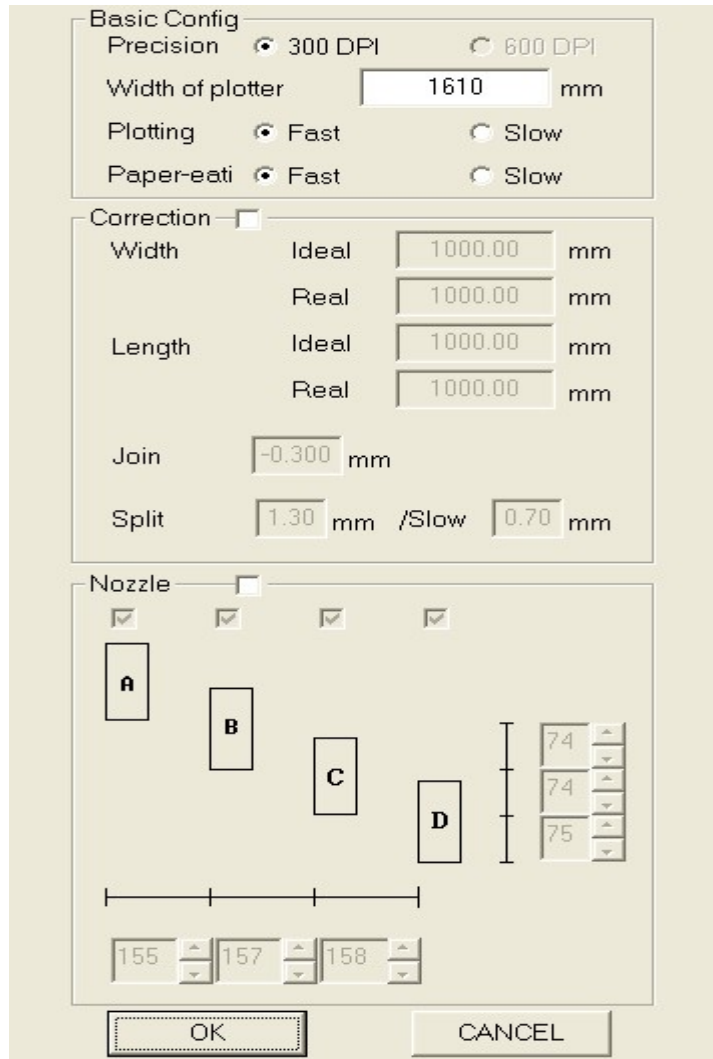 Basic Config
Precision 300 DPI 600 DPI
Width of plotter 1610 mm
Plotting Fast Slow
Paper-eati Fast Slow
Correction
Width Ideal 1000.00 mm
Real 1000.00 mm
Length Ideal 1000.00 mm
Real 1000.00 mm
Join -0.300 mm
Split 1.30 mm /Slow 0.70 mm
Nozzle
A
B
C
D
74
74
75
155 157 158
OK CANCEL